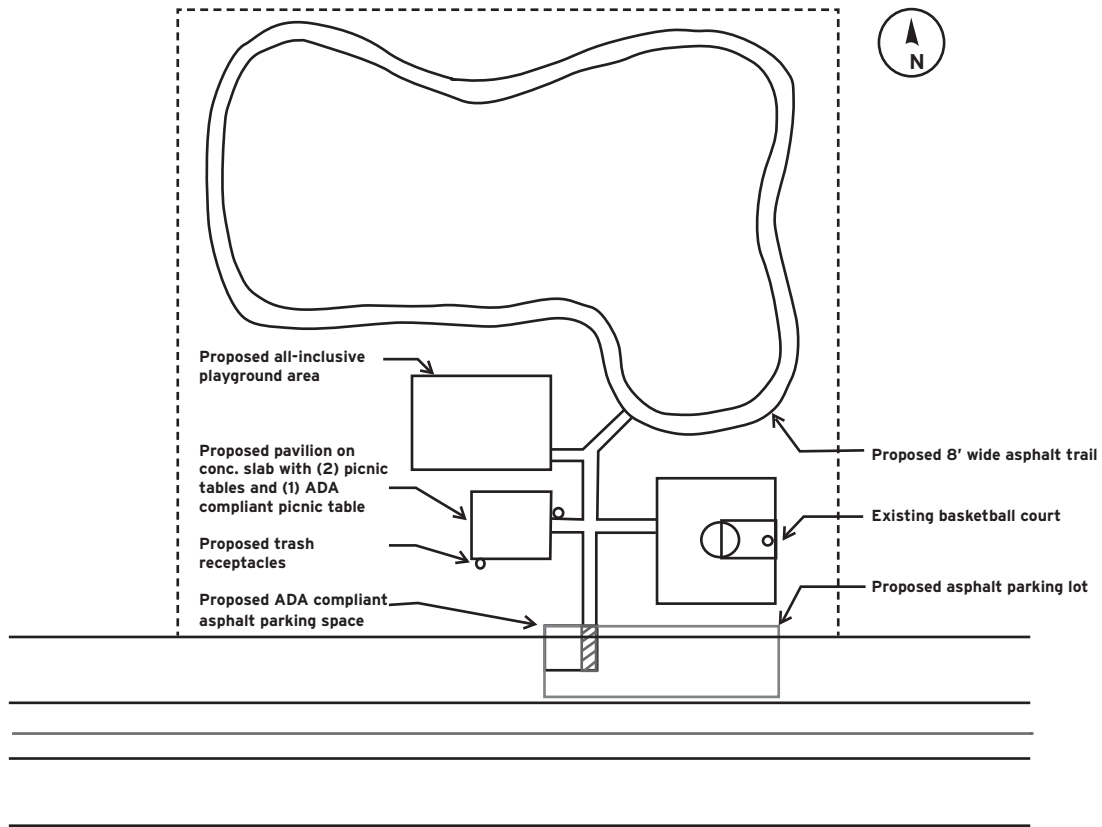 N
Proposed all-inclusive
playground area
Proposed pavilion on
conc. slab with (2) picnic
tables and (1) ADA
compliant picnic table
Proposed trash
receptacles
Proposed ADA compliant
asphalt parking space
Proposed 8' wide asphalt trail
Existing basketball court
Proposed asphalt parking lot